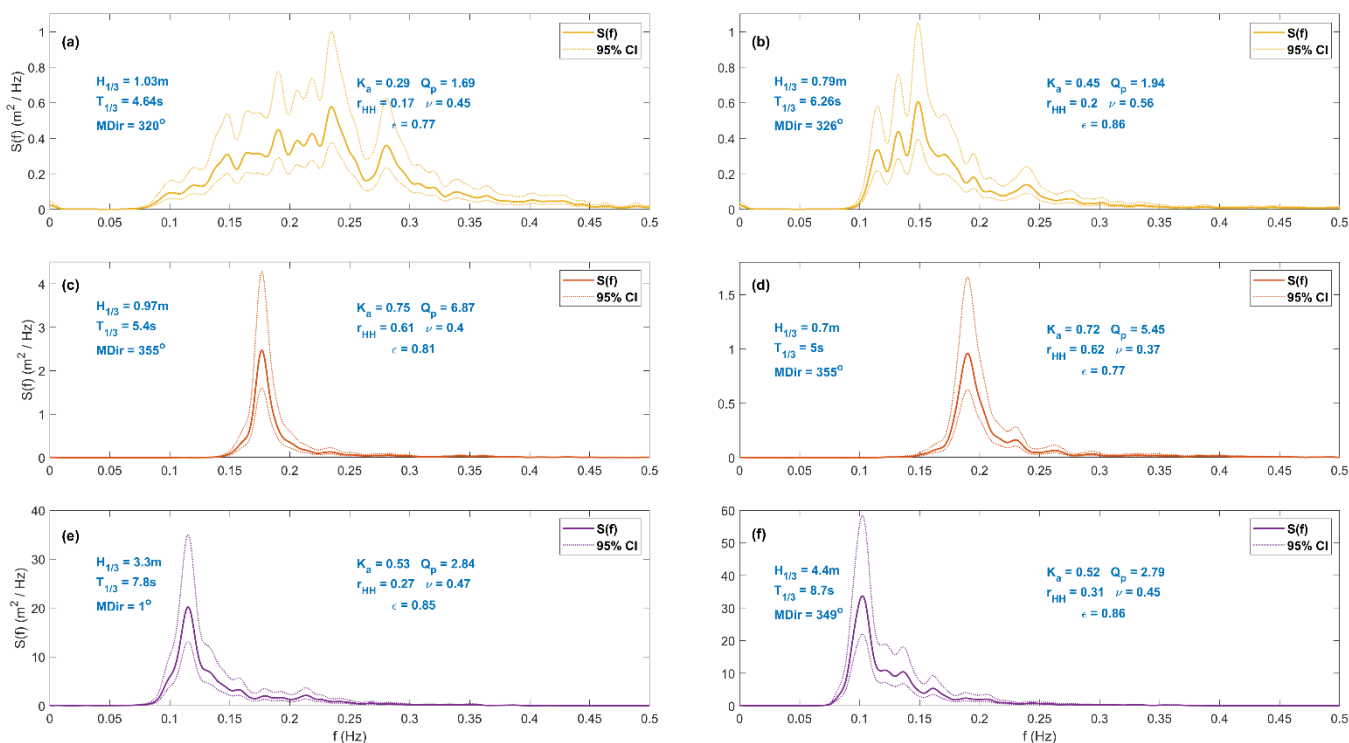 (a)
S(f)
95% CI
H1/3 = 1.03m
T1/3 = 4.64s
MDir = 320o
Ka = 0.29 Qp = 1.69
rHH = 0.17 ν = 0.45
ϵ = 0.77
S(f) (m2 / Hz)
1
0.8
0.6
0.4
0.2
0
0 0.05 0.1 0.15 0.2 0.25 0.3 0.35 0.4 0.45 0.5
(b)
S(f)
95% CI
H1/3 = 0.79m
T1/3 = 6.26s
MDir = 326o
Ka = 0.45 Qp = 1.94
rHH = 0.2 ν = 0.56
ϵ = 0.86
1
0.8
0.6
0.4
0.2
0
0 0.05 0.1 0.15 0.2 0.25 0.3 0.35 0.4 0.45 0.5
(c)
S(f)
95% CI
H1/3 = 0.97m
T1/3 = 5.4s
MDir = 355o
Ka = 0.75 Qp = 6.87
rHH = 0.61 ν = 0.4
ϵ = 0.81
S(f) (m2 / Hz)
4
3
2
1
0
0 0.05 0.1 0.15 0.2 0.25 0.3 0.35 0.4 0.45 0.5
(d)
S(f)
95% CI
H1/3 = 0.7m
T1/3 = 5s
MDir = 355o
Ka = 0.72 Qp = 5.45
rHH = 0.62 ν = 0.37
ϵ = 0.77
1.5
1
0.5
0
0 0.05 0.1 0.15 0.2 0.25 0.3 0.35 0.4 0.45 0.5
(e)
S(f)
95% CI
H1/3 = 3.3m
T1/3 = 7.8s
MDir = 1o
Ka = 0.53 Qp = 2.84
rHH = 0.27 ν = 0.47
ϵ = 0.85
S(f) (m2 / Hz)
40
30
20
10
0
0 0.05 0.1 0.15 0.2 0.25 0.3 0.35 0.4 0.45 0.5
f (Hz)
(f)
S(f)
95% CI
H1/3 = 4.4m
T1/3 = 8.7s
MDir = 349o
Ka = 0.52 Qp = 2.79
rHH = 0.31 ν = 0.45
ϵ = 0.86
60
50
40
30
20
10
0
0 0.05 0.1 0.15 0.2 0.25 0.3 0.35 0.4 0.45 0.5
f (Hz)